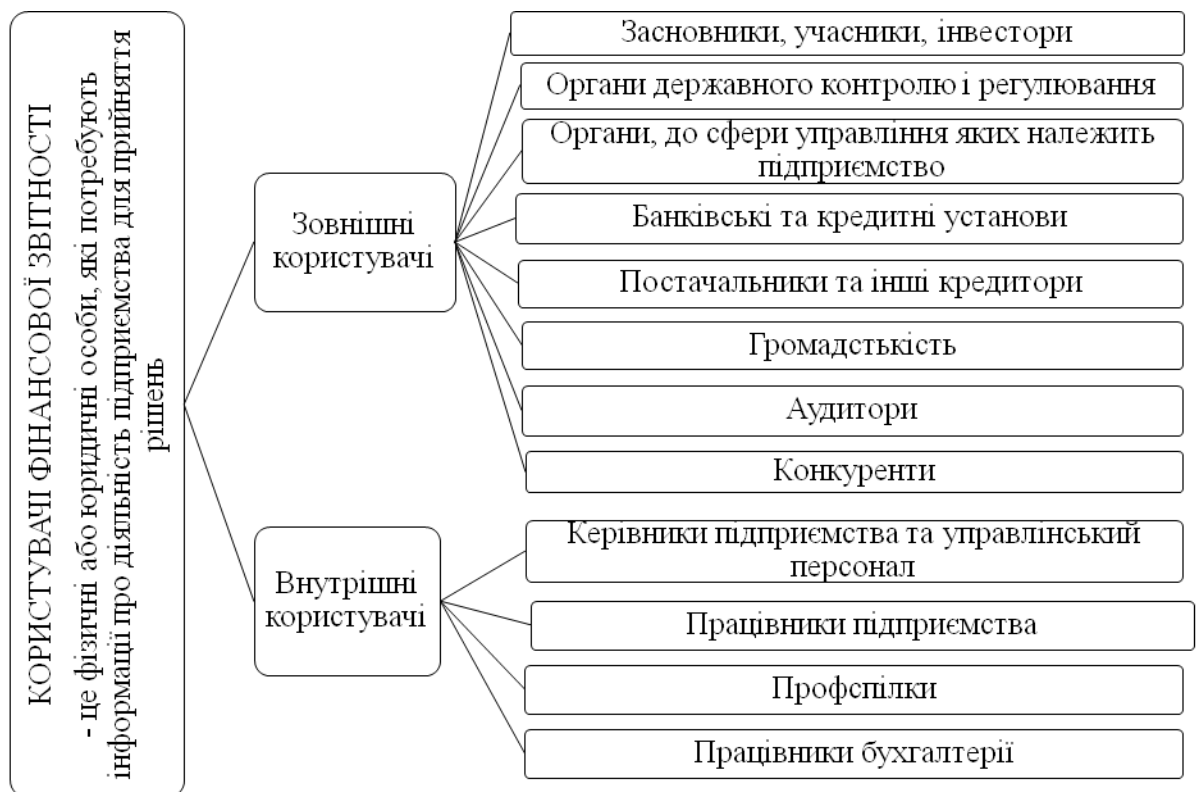 КОРИСТУВАЧІ ФІНАНСОВОЇ ЗВІТНОСТІ
- це фізичні або юридичні особи, які потребують
інформації про діяльність підприємства для прийняття
рішень
Зовнішні
користувачі
Засновники, учасники, інвестори
Органи державного контролю і регулювання
Органи, до сфери управління яких належить
підприємство
Банківські та кредитні установи
Постачальники та інші кредитори
Громадстькість
Аудитори
Конкуренти
Внутрішні
користувачі
Керівники підприємства та управлінський
персонал
Працівники підприємства
Профспілки
Працівники бухгалтерії